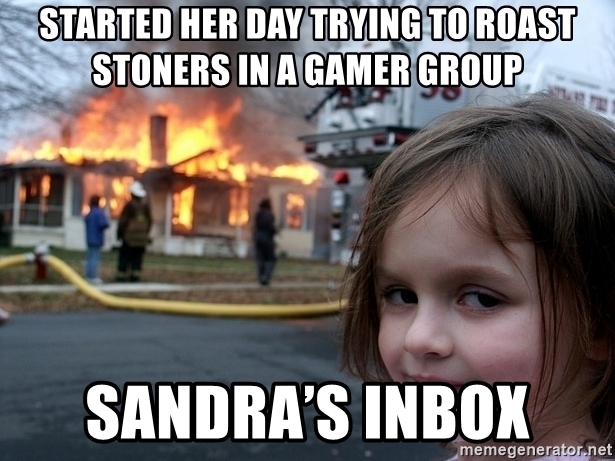 STARTED HER DAY TRYING TO ROAST
STONERS IN A GAMER GROUP
SANDRA'S INBOX
memegenerator.net